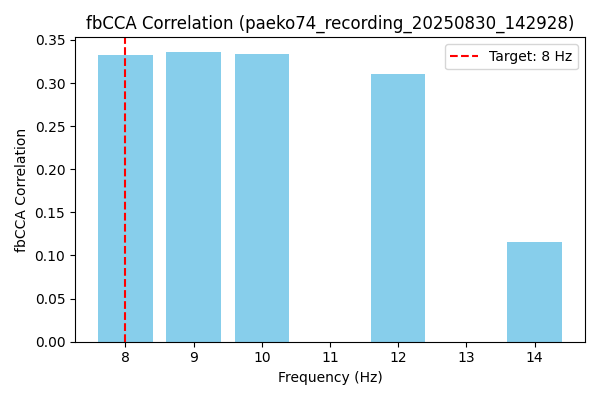 fbCCA Correlation (paeko74_recording_20250830_142928)
Target: 8 Hz
fbCCA Correlation
0.35
0.30
0.25
0.20
0.15
0.10
0.05
0.00
8 9 10 11 12 13 14
Frequency (Hz)